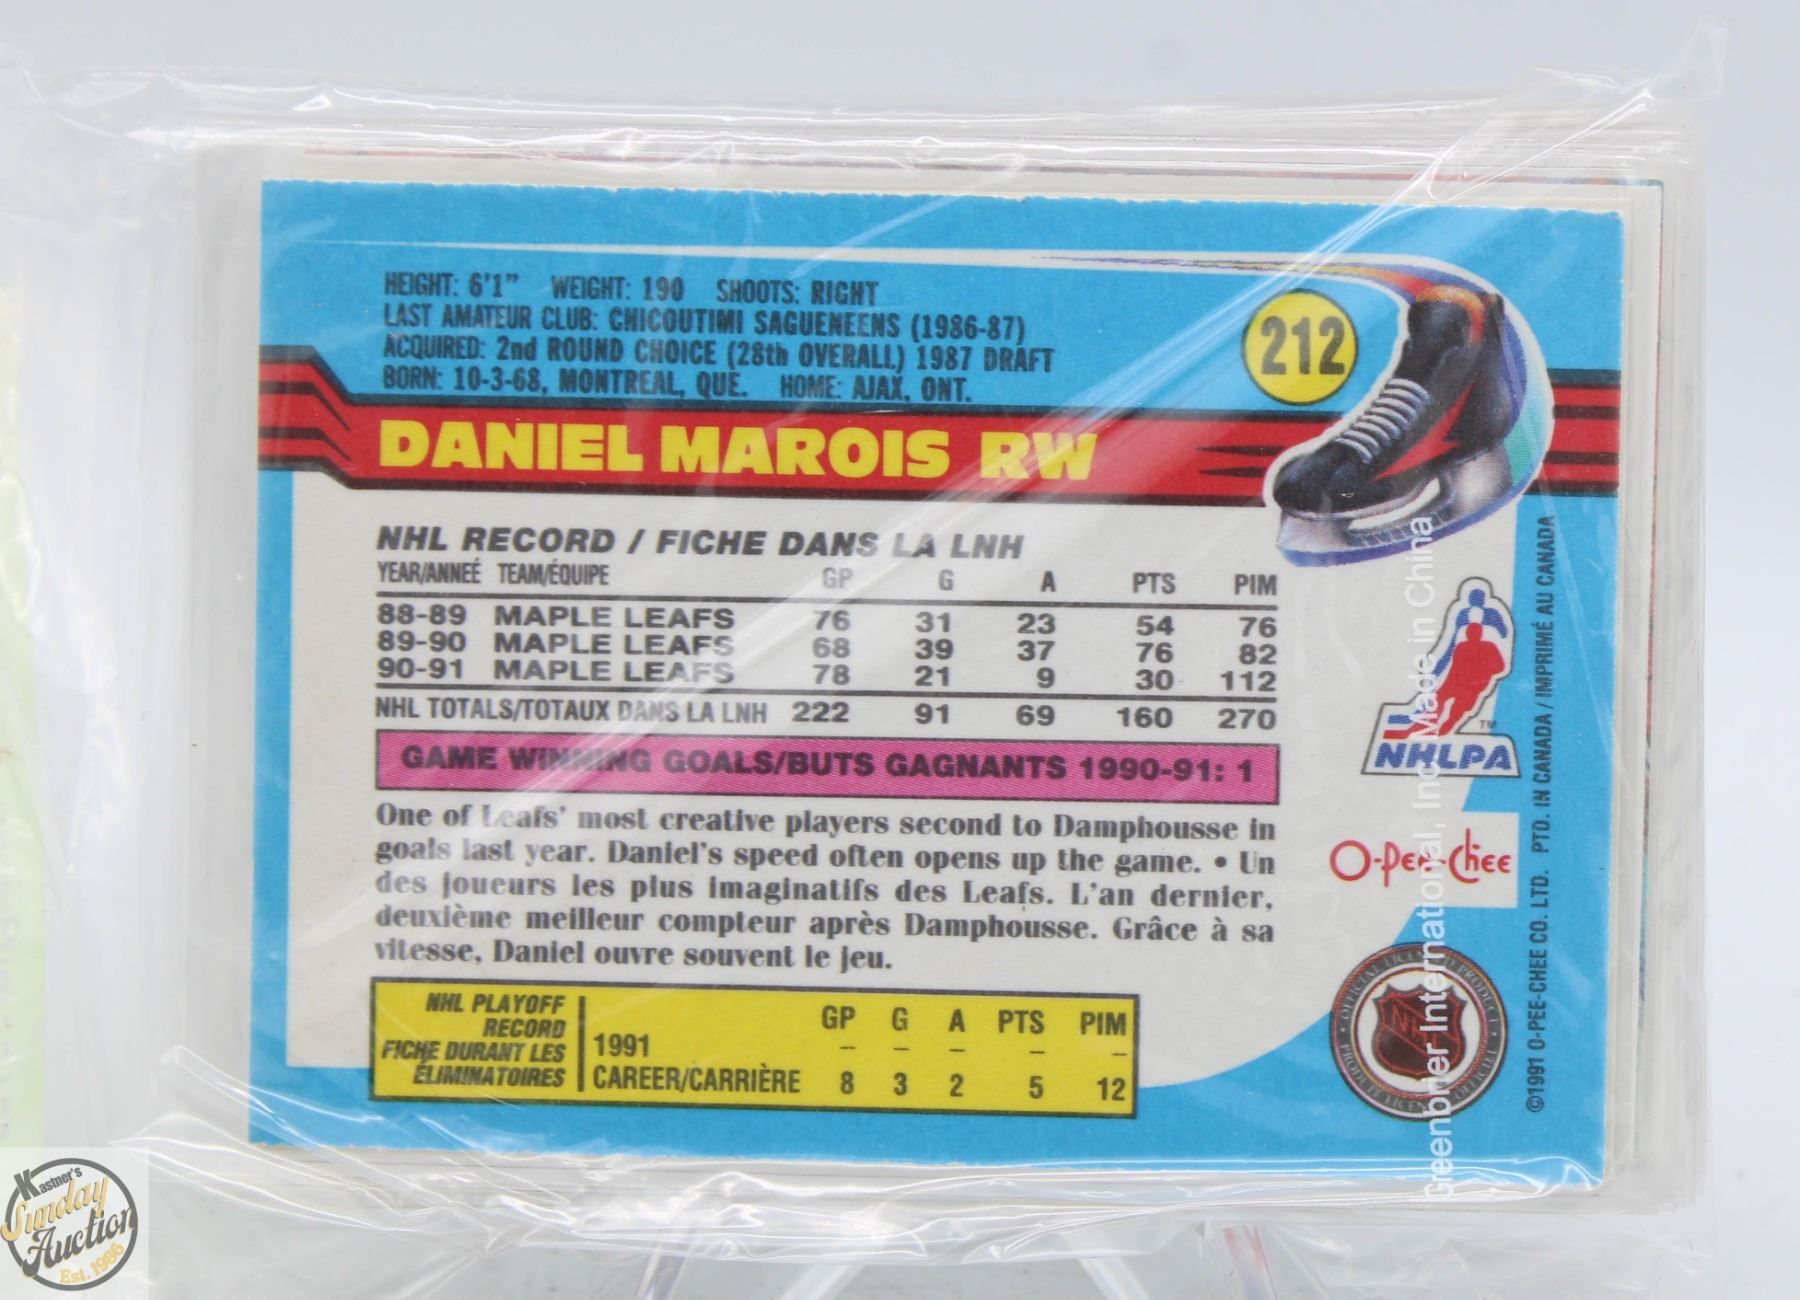 HEIGHT: 6'1" WEIGHT: 190 SHOOTS: RIGHT
LAST AMATEUR CLUB: CHICOUTIMI SAGUENEENS (1986-87)
ACQUIRED: 2nd ROUND CHOICE (28th OVERALL) 1987 DRAFT
BORN: 10-3-68, MONTREAL, QUE. HOME: AJAX, ONT.
212
DANIEL MAROIS RW
NHL RECORD / FICHE DANS LA LNH
YEAR/ANNEÉ TEAM/ÉQUIPE GP G A PTS PIM
88-89 MAPLE LEAFS 76 31 23 54 76
89-90 MAPLE LEAFS 68 39 37 76 82
90-91 MAPLE LEAFS 78 21 9 30 112
NHL TOTALS/TOTAUX DANS LA LNH 222 91 69 160 270
GAME WINNING GOALS/BUTS GAGNANTS 1990-91: 1
One of Leafs' most creative players second to Damphousse in
goals last year. Daniel's speed often opens up the game. • Un
des joueurs les plus imaginatifs des Leafs. L'an dernier,
deuxième meilleur compteur après Damphousse. Grâce à sa
vitesse, Daniel ouvre souvent le jeu.
NHL PLAYOFF
RECORD
FICHE DURANT LES
ÉLIMINATOIRES
GP G A PTS PIM
1991 – – – – –
CAREER/CARRIÈRE 8 3 2 5 12
TM
NHLPA
O-Pee-Chee
NHL
©1991 O-PEE-CHEE CO. LTD. PTD. IN CANADA / IMPRIMÉ AU CANADA
Greenbrier International, Inc. Made in China
Kastner's
Sunday
Auction
Est. 1986